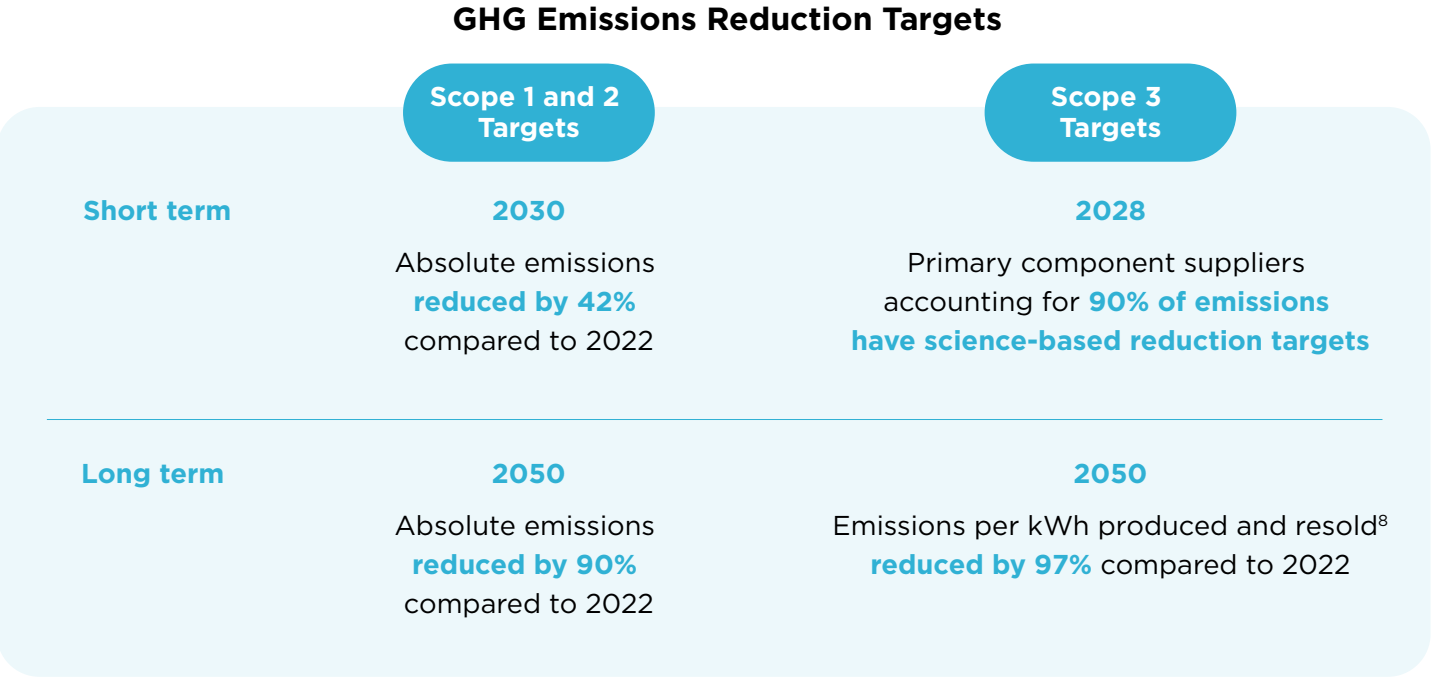 GHG Emissions Reduction Targets
Scope 1 and 2
Targets
Scope 3
Targets
Short term
2030
Absolute emissions
reduced by 42%
compared to 2022
2028
Primary component suppliers
accounting for 90% of emissions
have science-based reduction targets
Long term
2050
Absolute emissions
reduced by 90%
compared to 2022
2050
Emissions per kWh produced and resold⁸
reduced by 97% compared to 2022